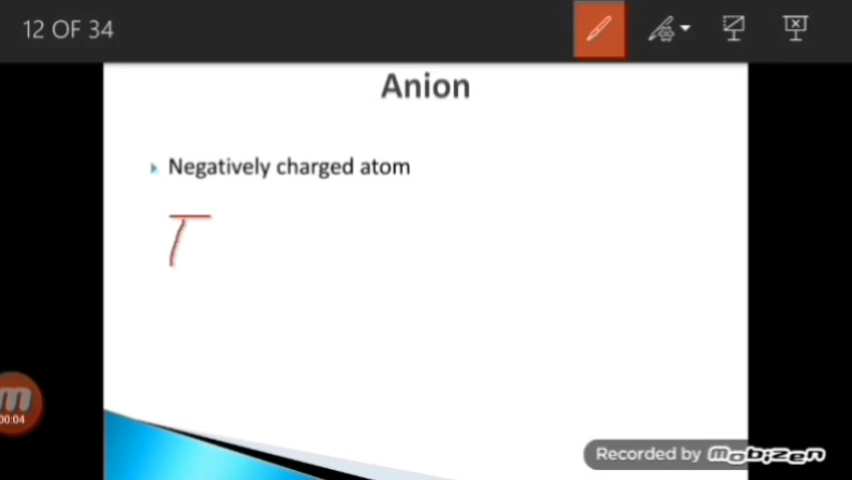 12 OF 34
Anion
Negatively charged atom
00:04
Recorded by Mobizen